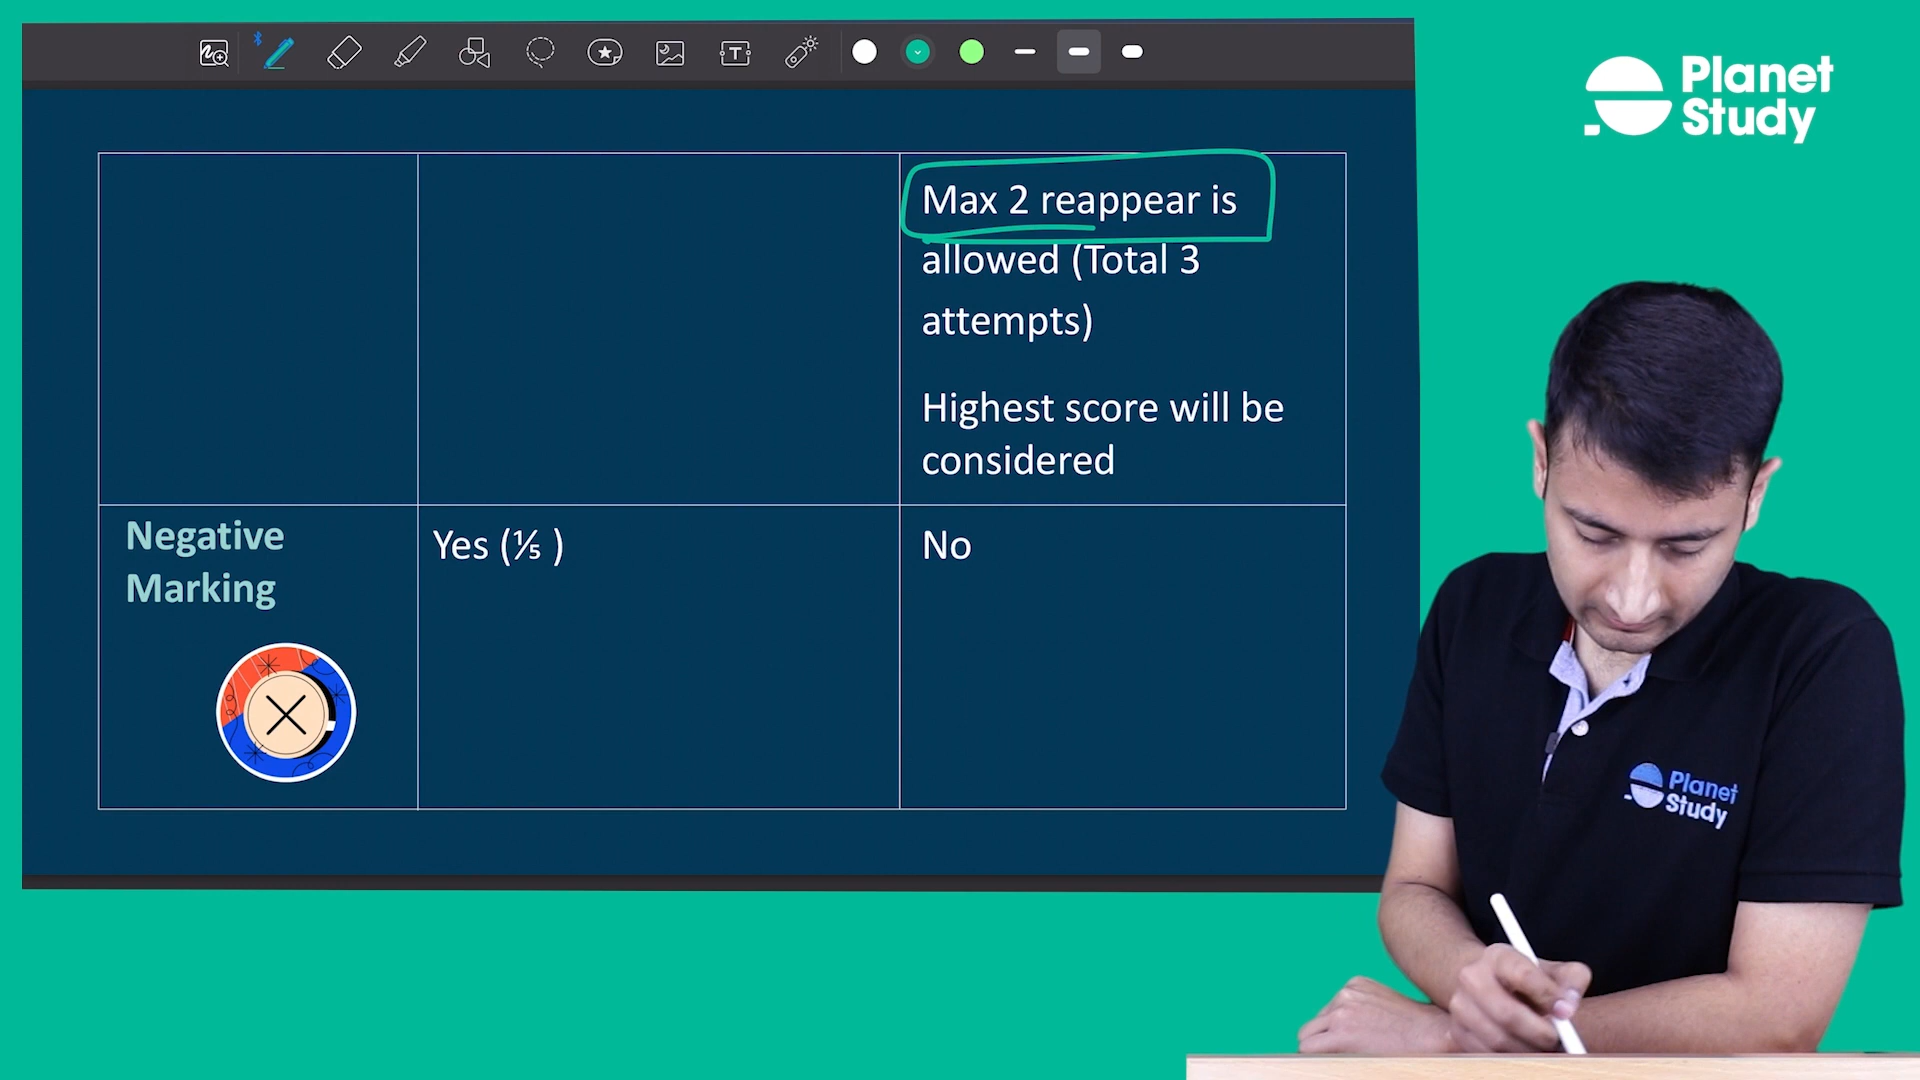 T
Planet
Study
Max 2 reappear is
allowed (Total 3
attempts)
Highest score will be
considered
Negative
Marking
Yes (⅕ )
No
Planet
Study